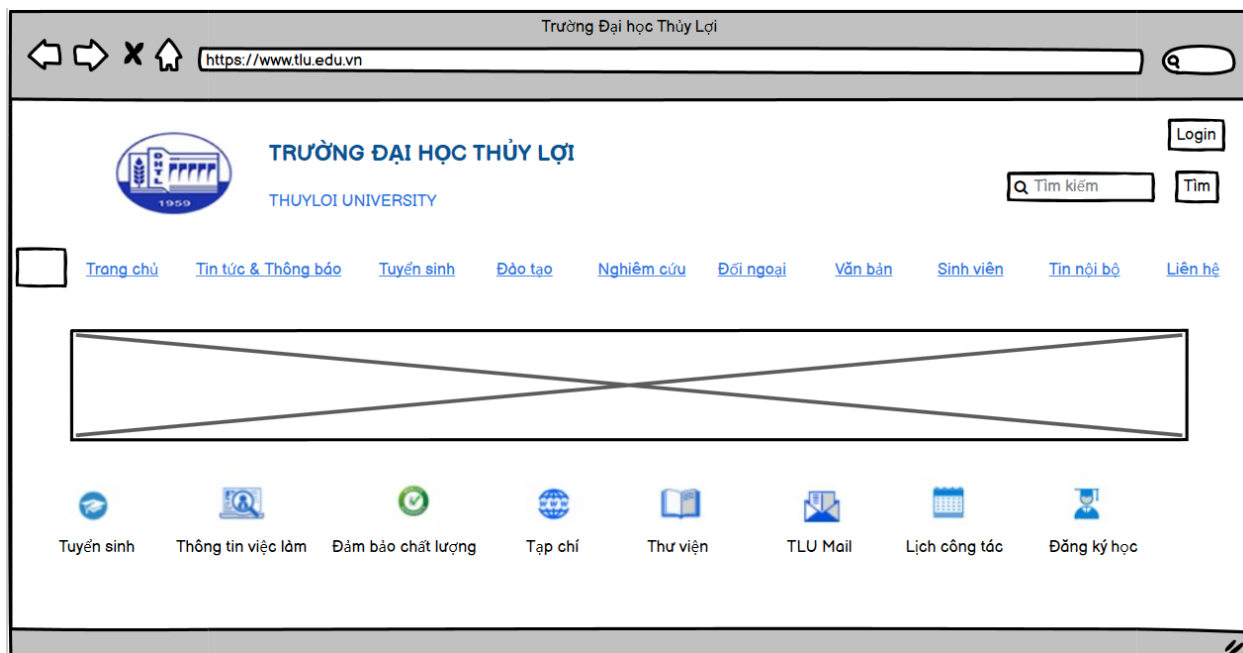 Trường Đại học Thủy Lợi
https://www.tlu.edu.vn
Login
TRƯỜNG ĐẠI HỌC THỦY LỢI
Tìm kiếm
Tìm
THUYLOI UNIVERSITY
ĐHTL
1959
Trang chủ Tin tức & Thông báo Tuyển sinh Đào tạo Nghiêm cứu Đối ngoại Văn bản Sinh viên Tin nội bộ Liên hệ
WWW
Tuyển sinh Thông tin việc làm Đảm bảo chất lượng Tạp chí Thư viện TLU Mail Lịch công tác Đăng ký học